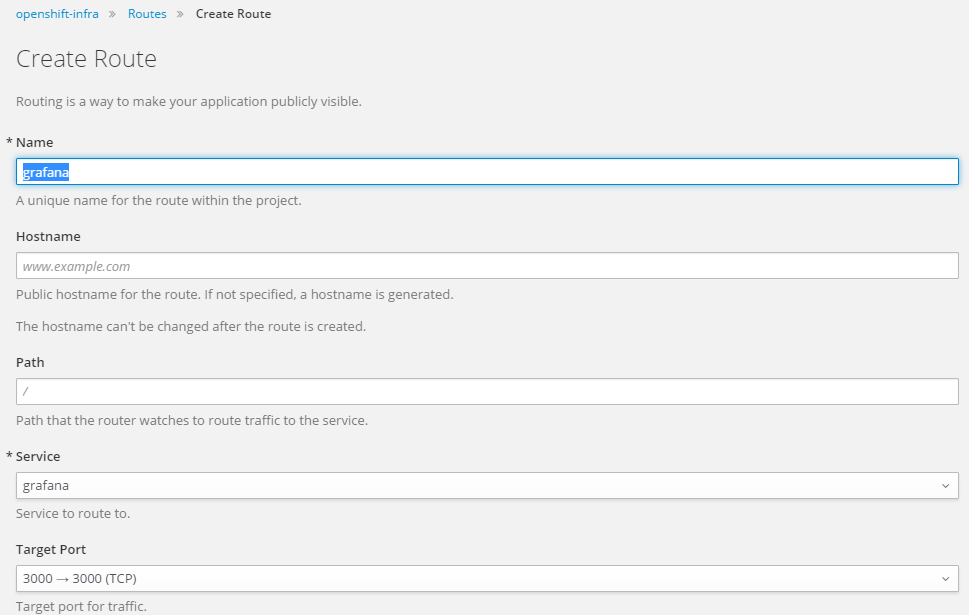 openshift-infra » Routes » Create Route
Create Route
Routing is a way to make your application publicly visible.
* Name
grafana
A unique name for the route within the project.
Hostname
www.example.com
Public hostname for the route. If not specified, a hostname is generated.
The hostname can't be changed after the route is created.
Path
/
Path that the router watches to route traffic to the service.
* Service
grafana
Service to route to.
Target Port
3000 → 3000 (TCP)
Target port for traffic.